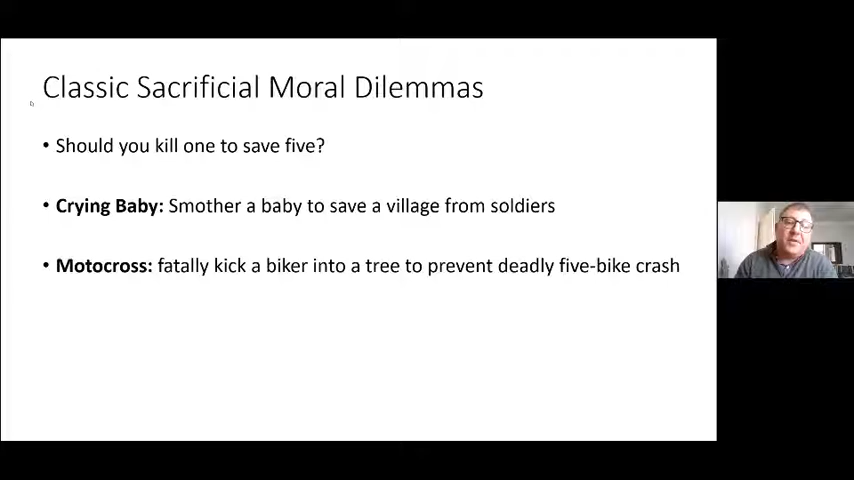 Classic Sacrificial Moral Dilemmas
• Should you kill one to save five?
• Crying Baby: Smother a baby to save a village from soldiers
• Motocross: fatally kick a biker into a tree to prevent deadly five-bike crash